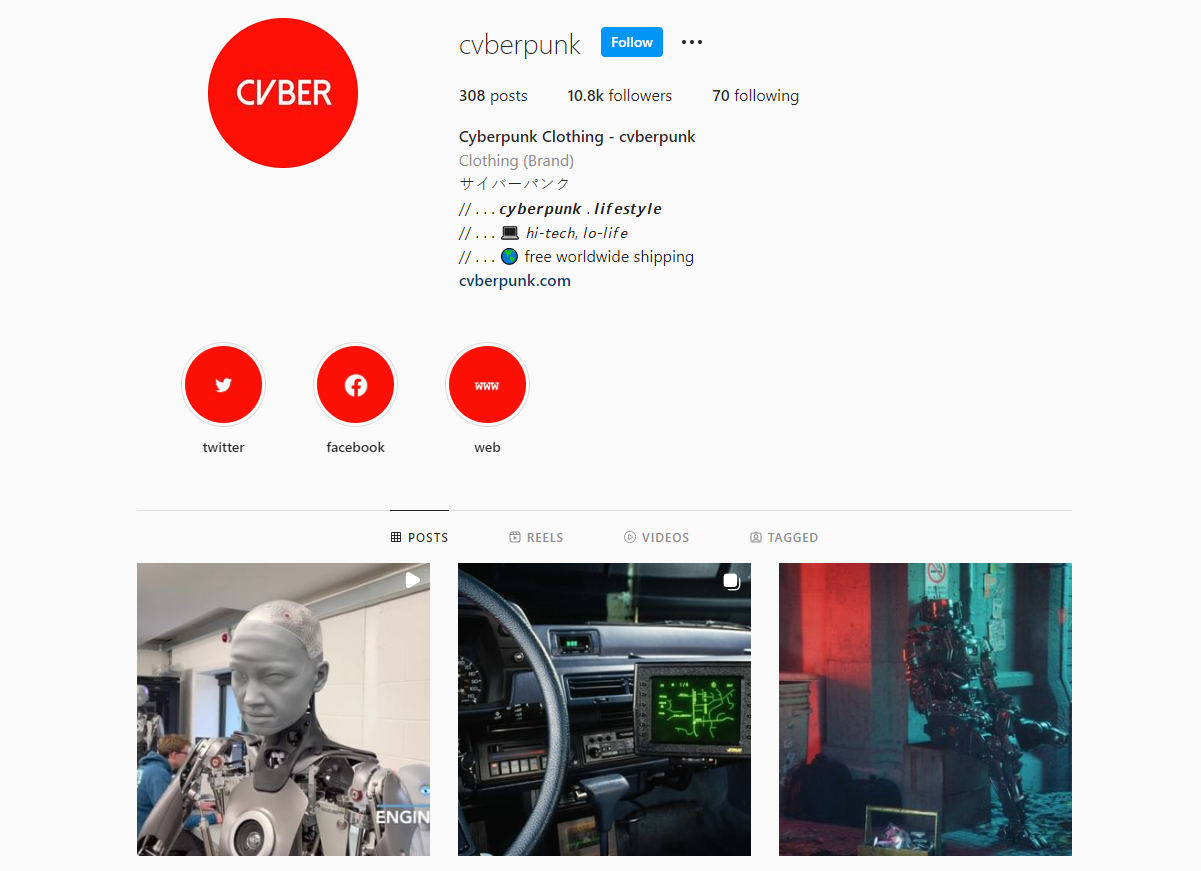 CVBER
cvberpunk Follow
308 posts 10.8k followers 70 following
Cyberpunk Clothing - cvberpunk
Clothing (Brand)
サイバーパンク
// . . . cyberpunk . lifestyle
// . . . 💻 hi-tech, lo-life
// . . . 🌎 free worldwide shipping
cvberpunk.com
www
twitter facebook web
POSTS REELS VIDEOS TAGGED
ENGIN